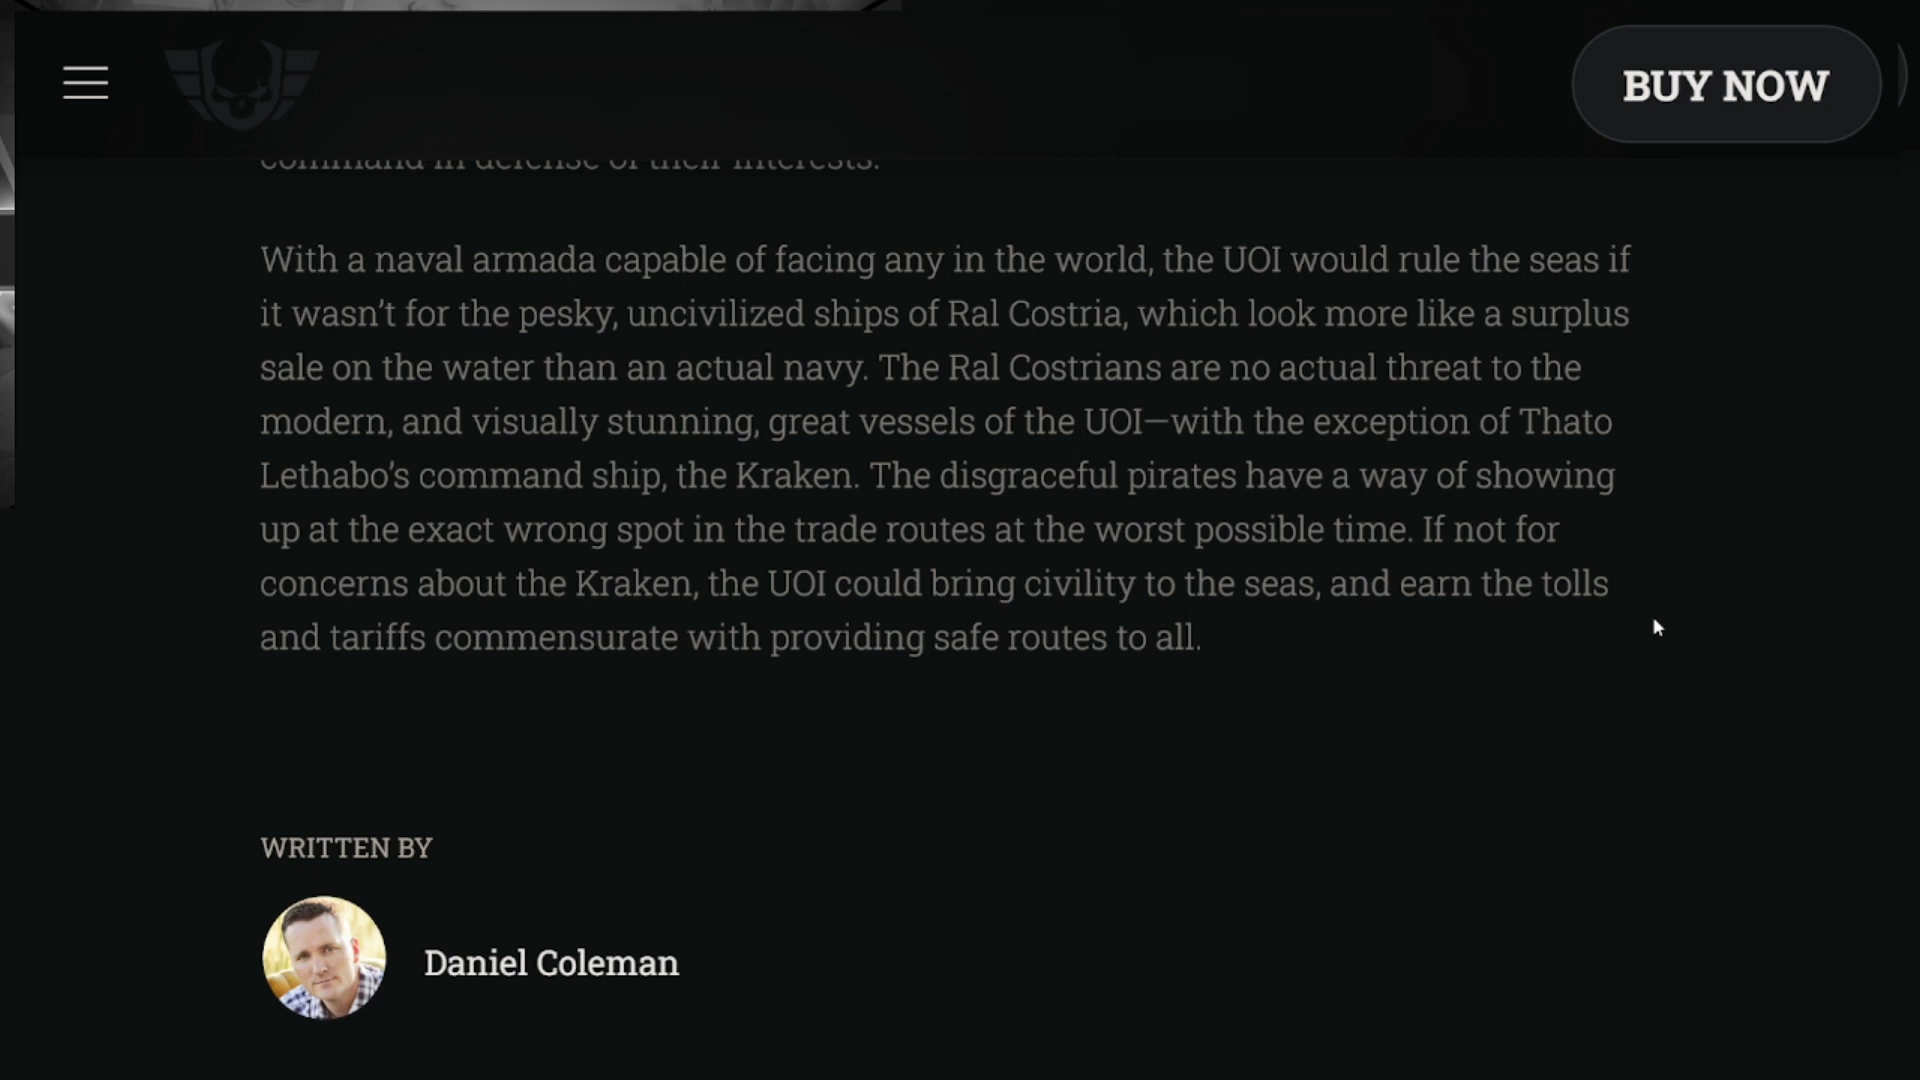 BUY NOW
command in defense of their interests.
With a naval armada capable of facing any in the world, the UOI would rule the seas if
it wasn’t for the pesky, uncivilized ships of Ral Costria, which look more like a surplus
sale on the water than an actual navy. The Ral Costrians are no actual threat to the
modern, and visually stunning, great vessels of the UOI—with the exception of Thato
Lethabo’s command ship, the Kraken. The disgraceful pirates have a way of showing
up at the exact wrong spot in the trade routes at the worst possible time. If not for
concerns about the Kraken, the UOI could bring civility to the seas, and earn the tolls
and tariffs commensurate with providing safe routes to all.
WRITTEN BY
Daniel Coleman